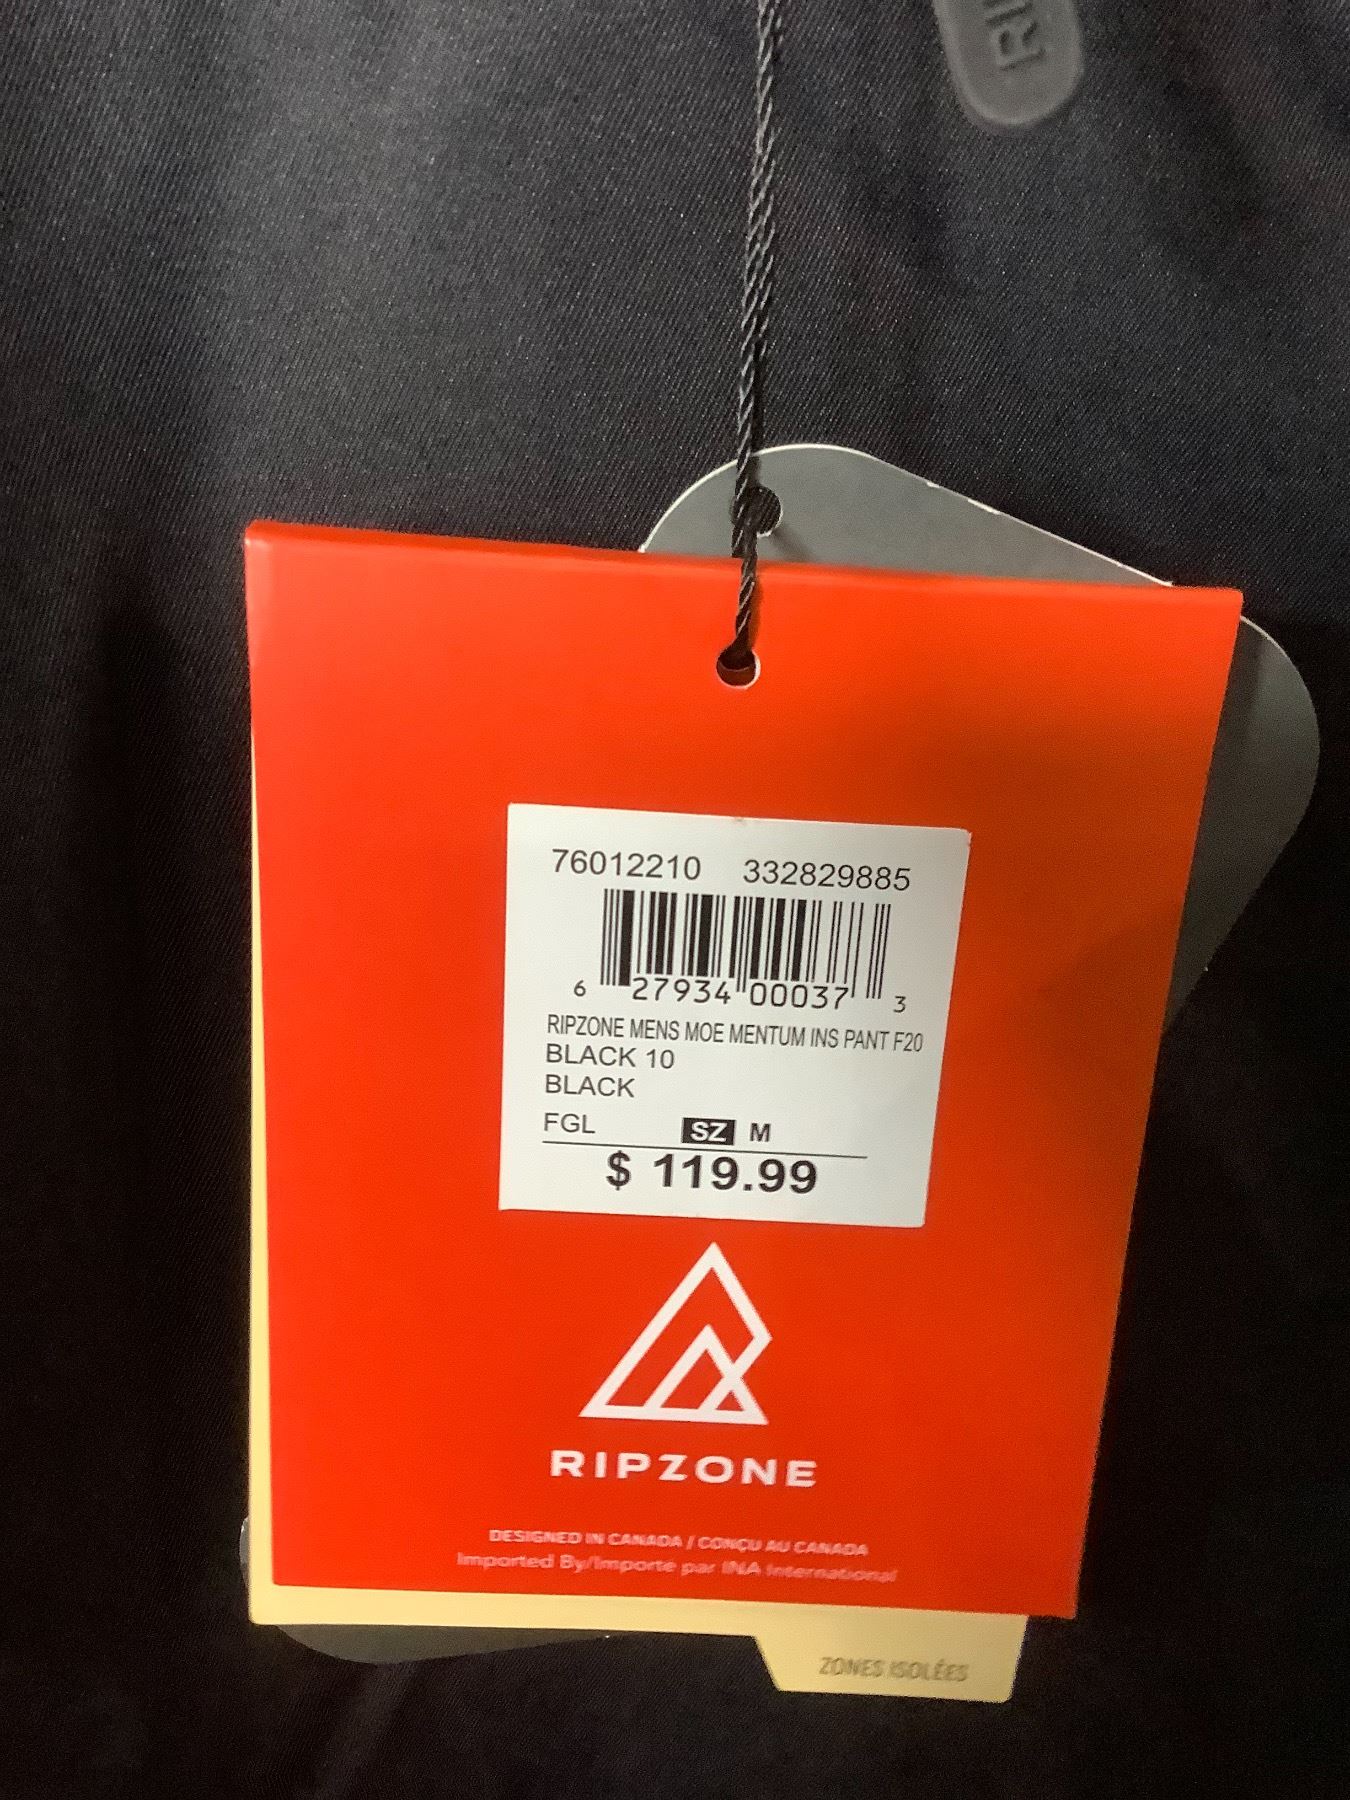 RI
76012210 332829885
6 27934 00037 3
RIPZONE MENS MOE MENTUM INS PANT F20
BLACK 10
BLACK
FGL SZ M
$ 119.99
RIPZONE
DESIGNED IN CANADA / CONÇU AU CANADA
Imported By/Importé par INA International
ZONES ISOLÉES